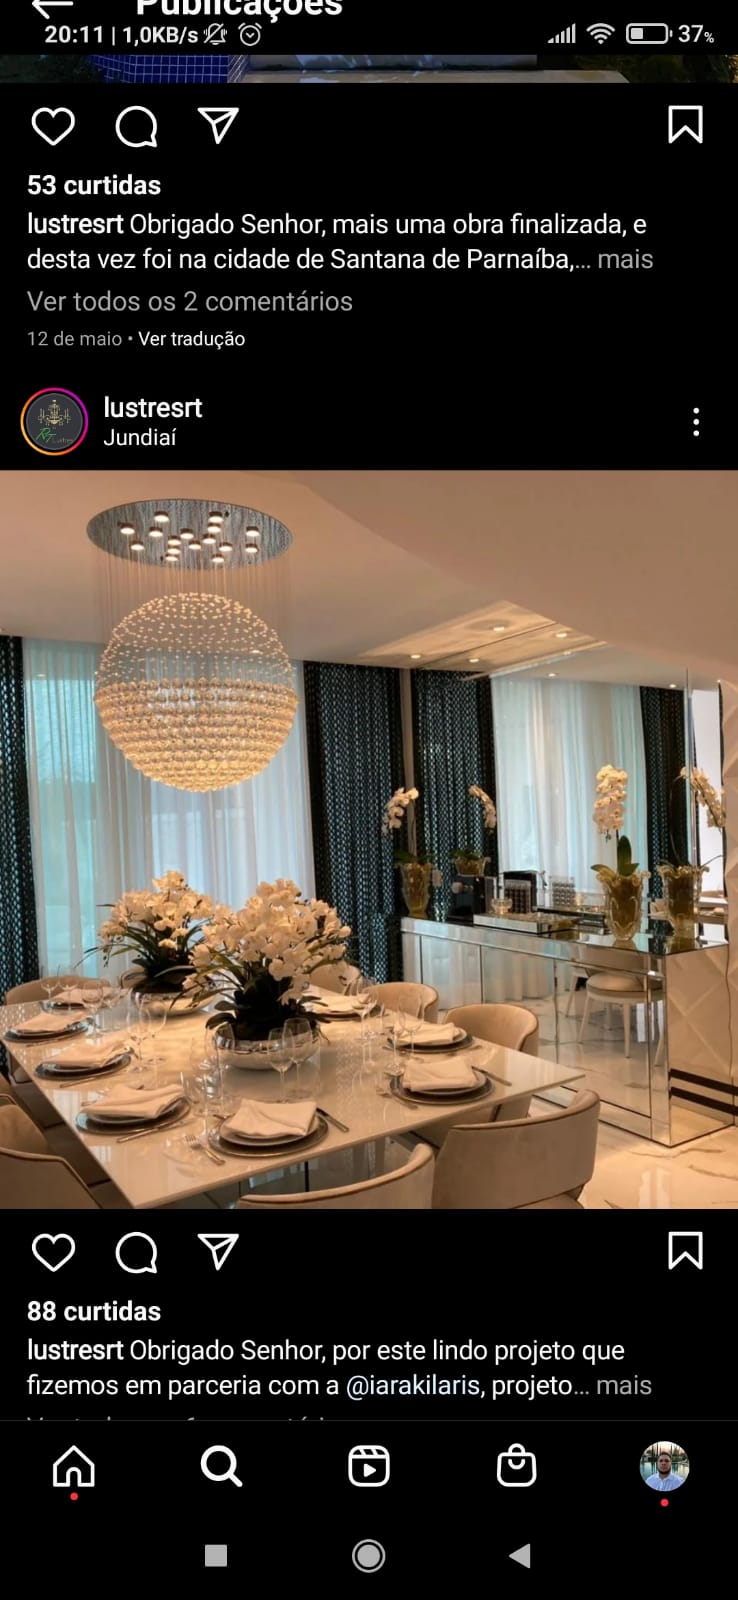 Publicações
20:11 | 1,0KB/s 37%
53 curtidas
lustresrt Obrigado Senhor, mais uma obra finalizada, e
desta vez foi na cidade de Santana de Parnaíba,... mais
Ver todos os 2 comentários
12 de maio • Ver tradução
lustresrt
Jundiaí
RT
88 curtidas
lustresrt Obrigado Senhor, por este lindo projeto que
fizemos em parceria com a @iarakilaris, projeto... mais